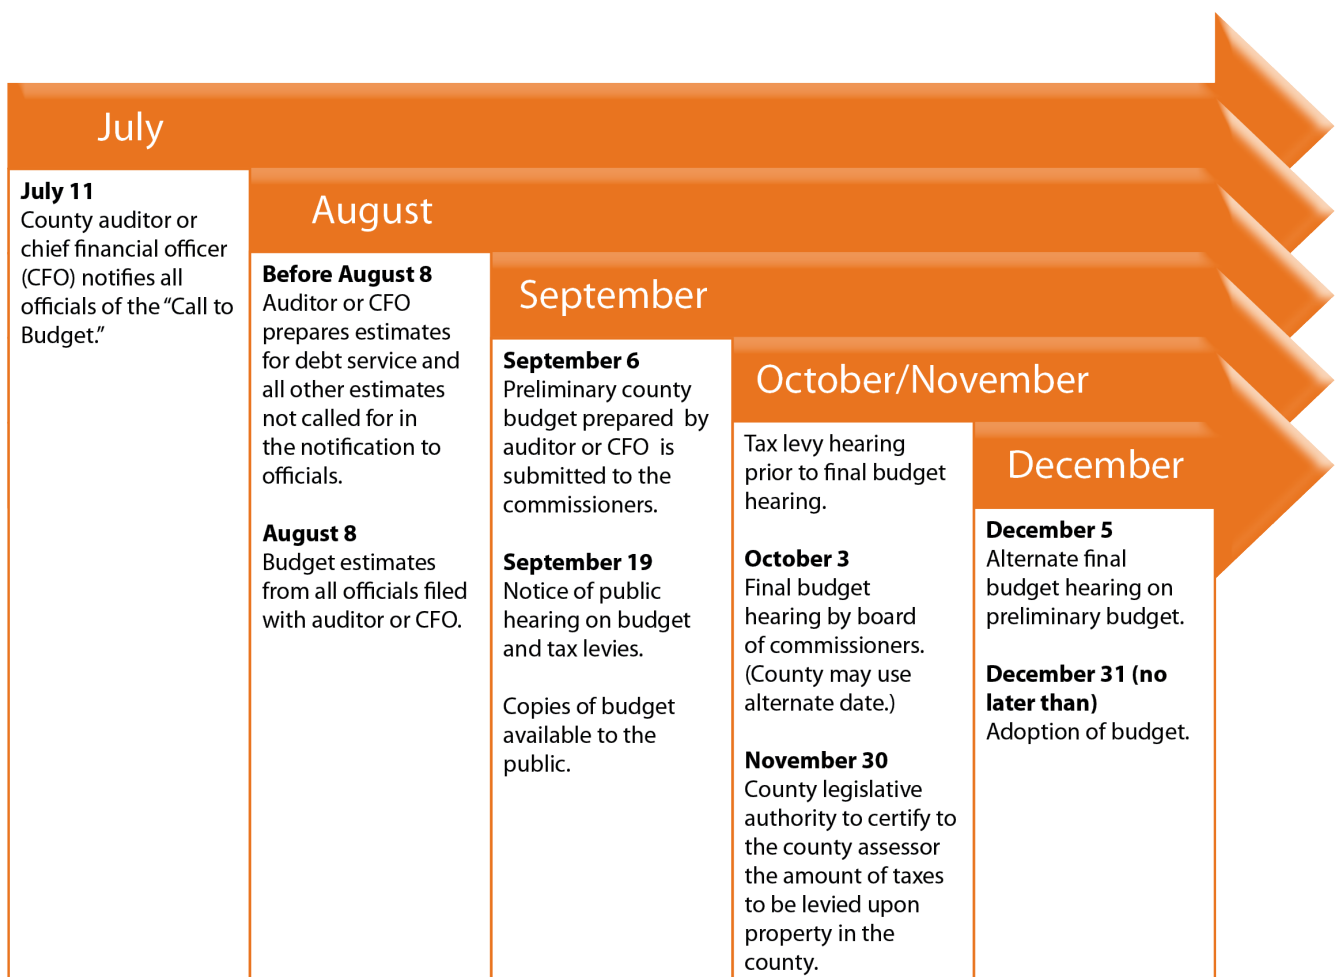 July
July 11
County auditor or
chief financial officer
(CFO) notifies all
officials of the “Call to
Budget.”
August
Before August 8
Auditor or CFO
prepares estimates
for debt service and
all other estimates
not called for in
the notification to
officials.
August 8
Budget estimates
from all officials filed
with auditor or CFO.
September
September 6
Preliminary county
budget prepared by
auditor or CFO is
submitted to the
commissioners.
September 19
Notice of public
hearing on budget
and tax levies.
Copies of budget
available to the
public.
October/November
Tax levy hearing
prior to final budget
hearing.
October 3
Final budget
hearing by board
of commissioners.
(County may use
alternate date.)
November 30
County legislative
authority to certify to
the county assessor
the amount of taxes
to be levied upon
property in the
county.
December
December 5
Alternate final
budget hearing on
preliminary budget.
December 31 (no
later than)
Adoption of budget.